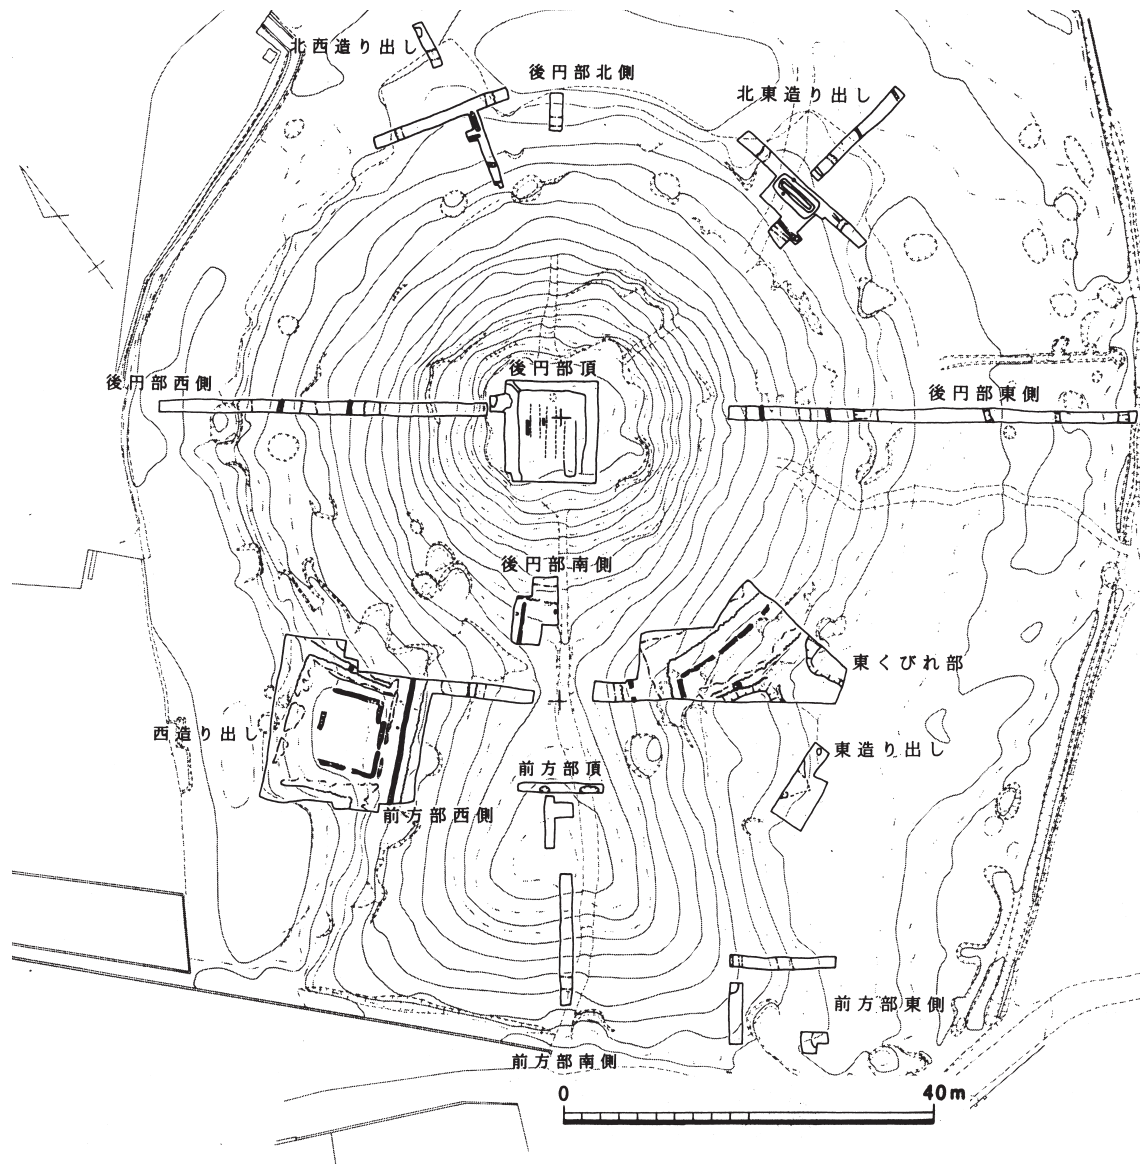 北西造り出し
後円部北側
北東造り出し
後円部頂
後円部西側
後円部東側
後円部南側
東くびれ部
西造り出し
東造り出し
前方部頂
前方部西側
前方部東側
前方部南側
0
40m